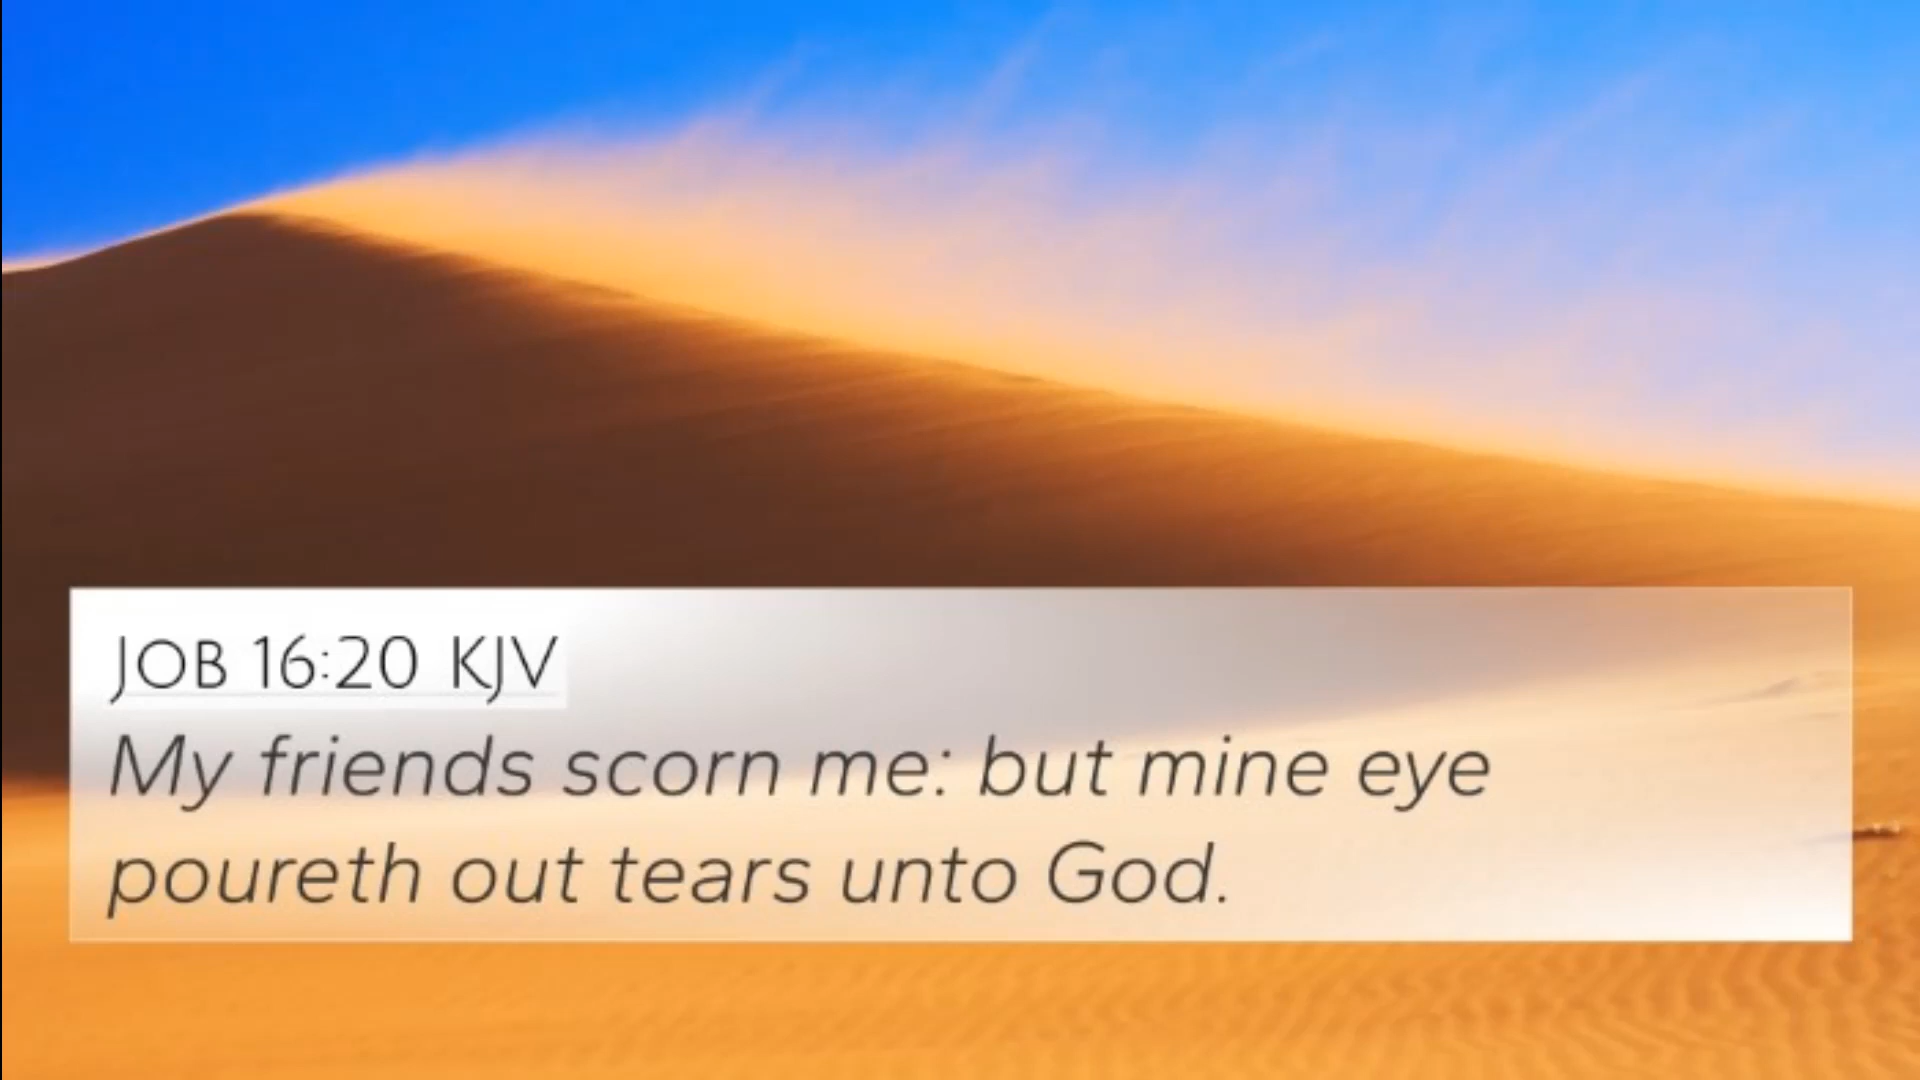 JOB 16:20 KJV
My friends scorn me: but mine eye
poureth out tears unto God.